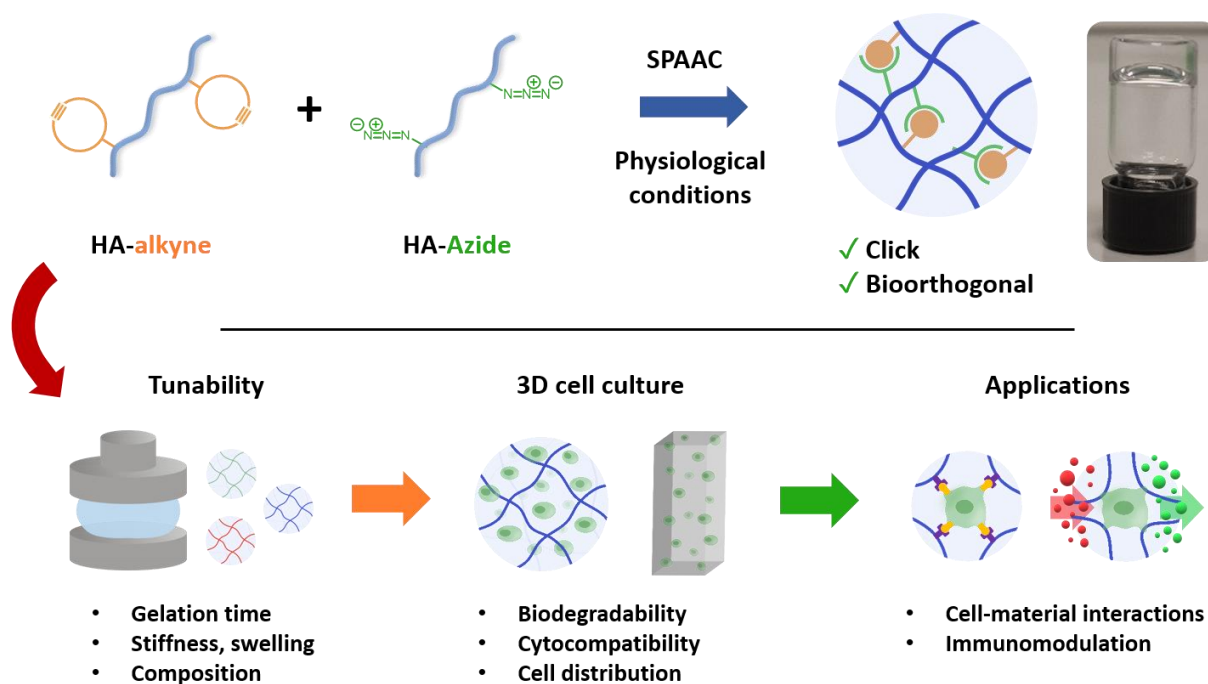 SPAAC
+
N=N=N
⊕ ⊖
⊖ ⊕
N=N=N
Physiological
conditions
HA-alkyne
HA-Azide
✓ Click
✓ Bioorthogonal
Tunability
3D cell culture
Applications
• Gelation time
• Stiffness, swelling
• Composition
• Biodegradability
• Cytocompatibility
• Cell distribution
• Cell-material interactions
• Immunomodulation